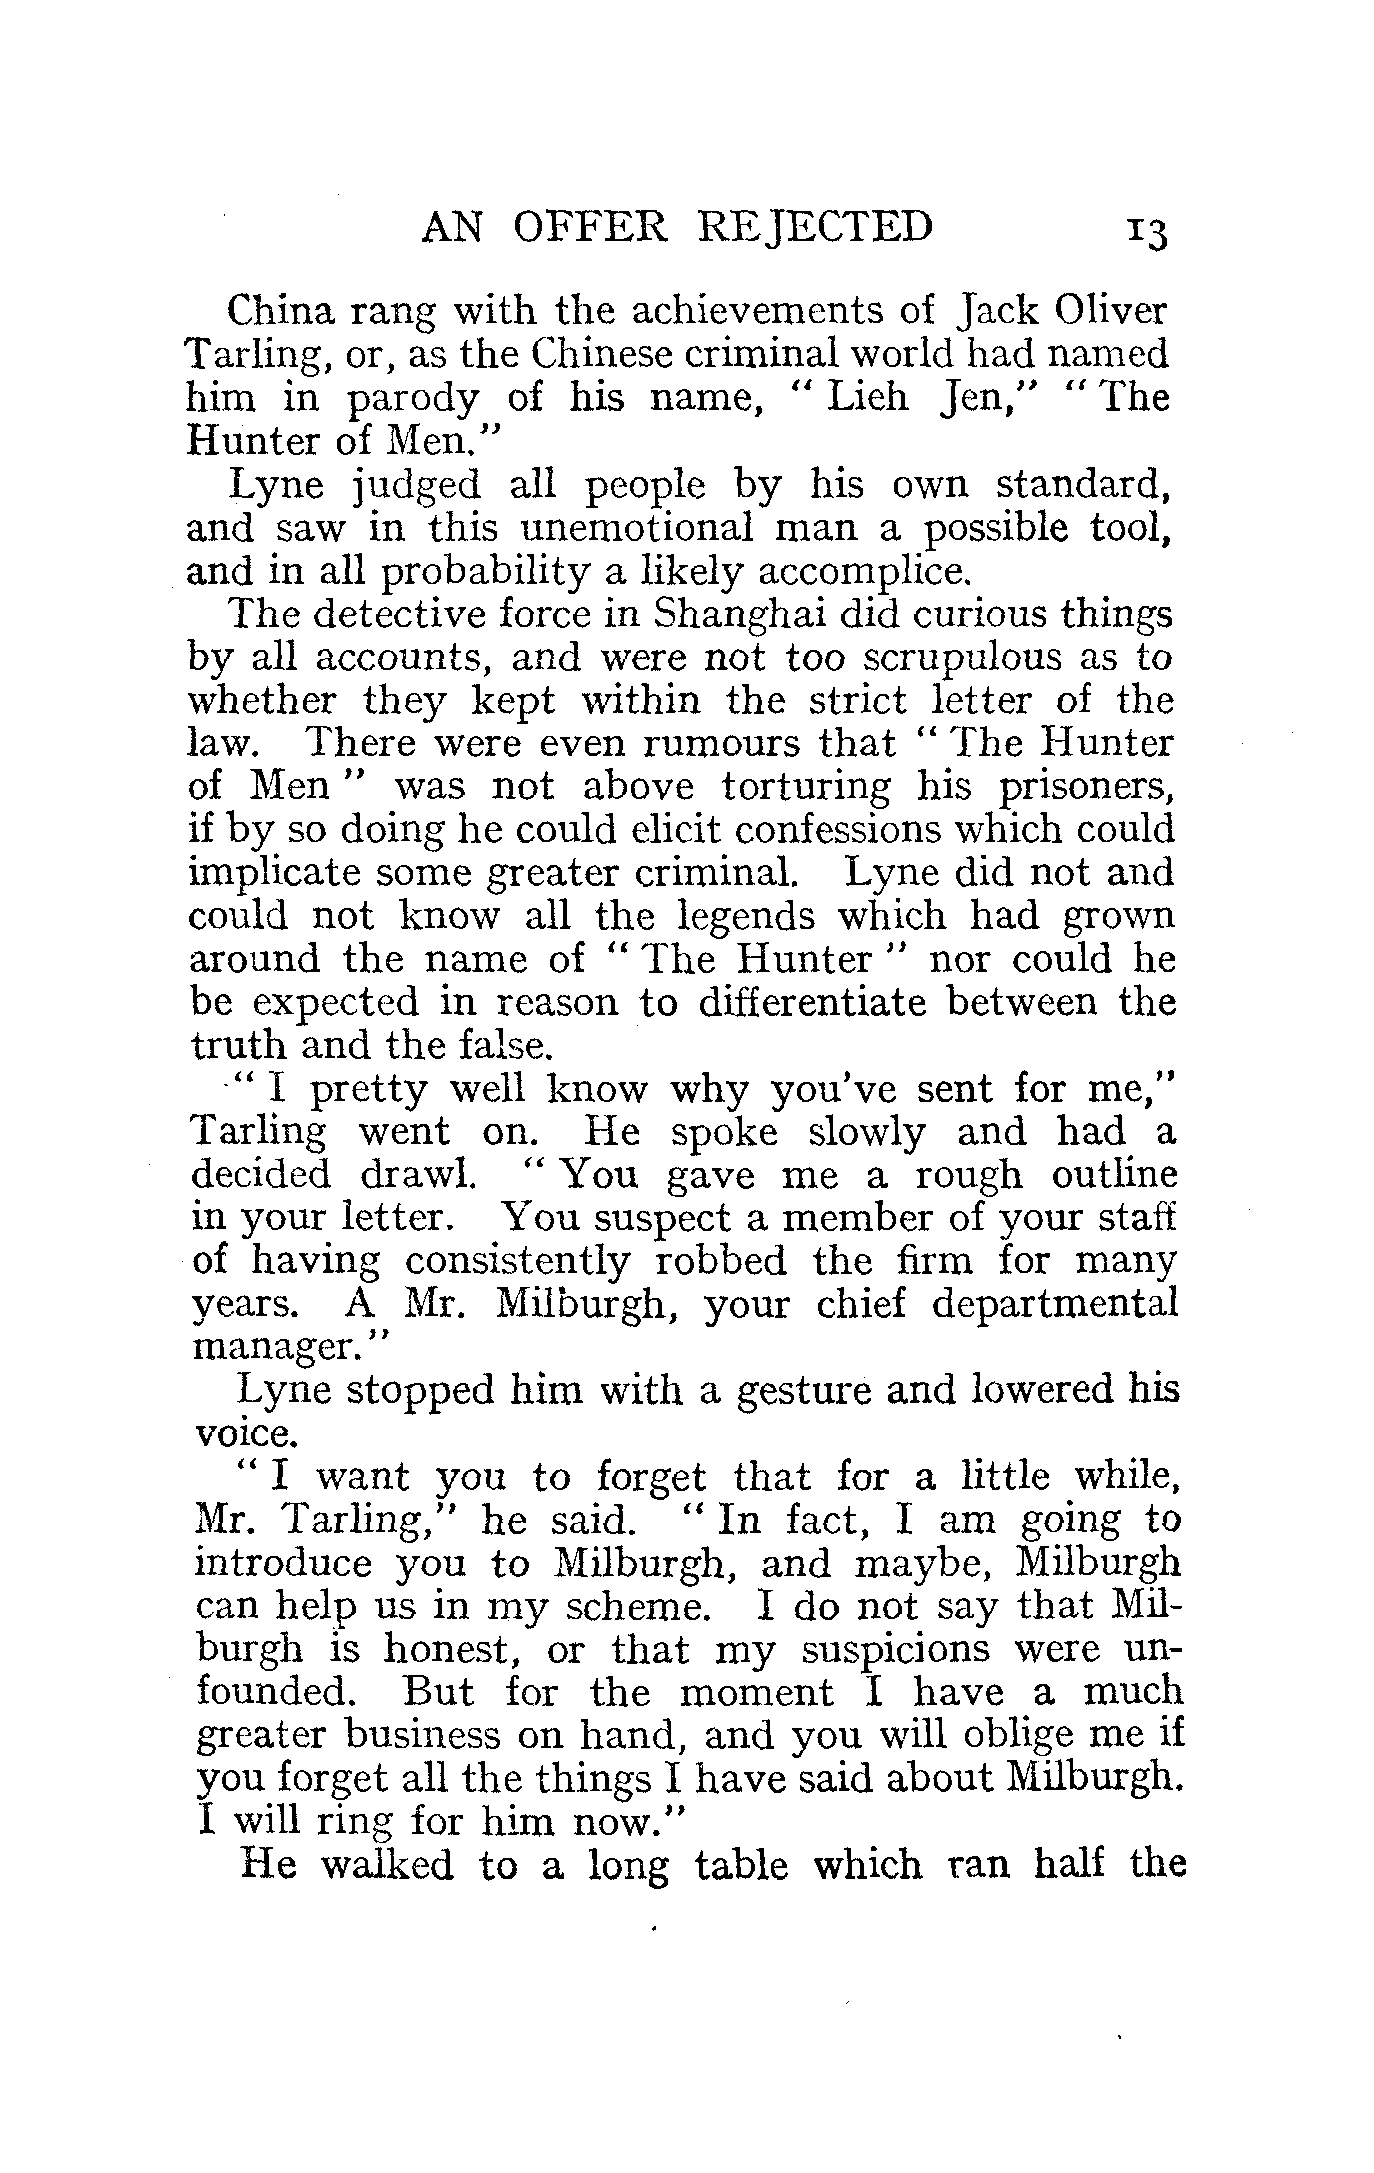 AN OFFER REJECTED 13
China rang with the achievements of Jack Oliver
Tarling, or, as the Chinese criminal world had named
him in parody of his name, “ Lieh Jen,” “ The
Hunter of Men.”
Lyne judged all people by his own standard,
and saw in this unemotional man a possible tool,
and in all probability a likely accomplice.
The detective force in Shanghai did curious things
by all accounts, and were not too scrupulous as to
whether they kept within the strict letter of the
law. There were even rumours that “ The Hunter
of Men ” was not above torturing his prisoners,
if by so doing he could elicit confessions which could
implicate some greater criminal. Lyne did not and
could not know all the legends which had grown
around the name of “ The Hunter ” nor could he
be expected in reason to differentiate between the
truth and the false.
“ I pretty well know why you've sent for me,”
Tarling went on. He spoke slowly and had a
decided drawl. “ You gave me a rough outline
in your letter. You suspect a member of your staff
of having consistently robbed the firm for many
years. A Mr. Milburgh, your chief departmental
manager.”
Lyne stopped him with a gesture and lowered his
voice.
“ I want you to forget that for a little while,
Mr. Tarling,” he said. “ In fact, I am going to
introduce you to Milburgh, and maybe, Milburgh
can help us in my scheme. I do not say that Mil-
burgh is honest, or that my suspicions were un-
founded. But for the moment I have a much
greater business on hand, and you will oblige me if
you forget all the things I have said about Milburgh.
I will ring for him now.”
He walked to a long table which ran half the